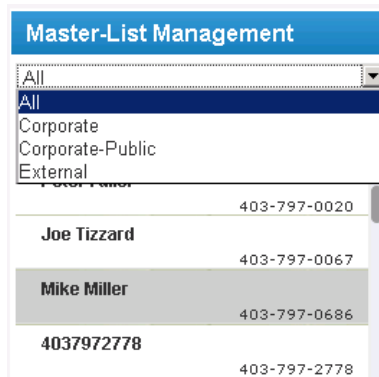 Master-List Management
All
All
Corporate
Corporate-Public
External
403-797-0020
Joe Tizzard
403-797-0067
Mike Miller
403-797-0686
4037972778
403-797-2778